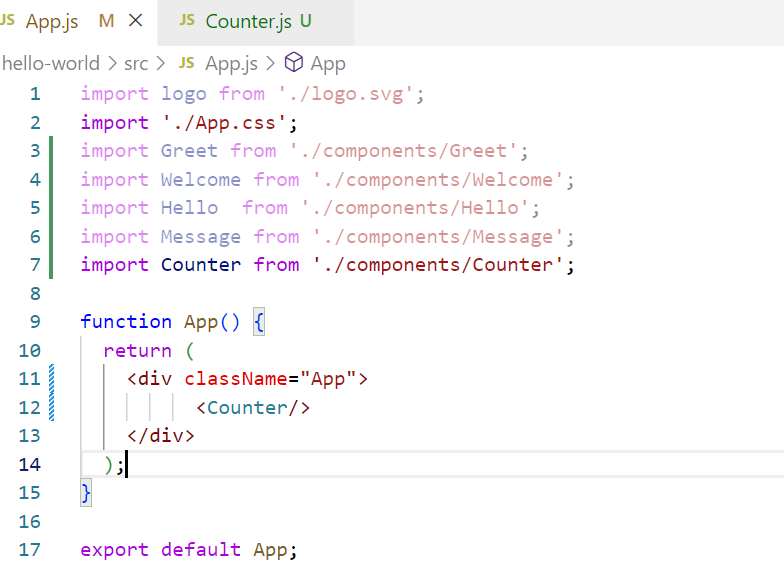 JS App.js M ×
JS Counter.js U
hello-world > src > JS App.js > App
1 import logo from './logo.svg';
2 import './App.css';
3 import Greet from './components/Greet';
4 import Welcome from './components/Welcome';
5 import Hello  from './components/Hello';
6 import Message from './components/Message';
7 import Counter from './components/Counter';
8
9 function App() {
10   return (
11     <div className="App">
12           <Counter/>
13     </div>
14   );
15 }
16
17 export default App;